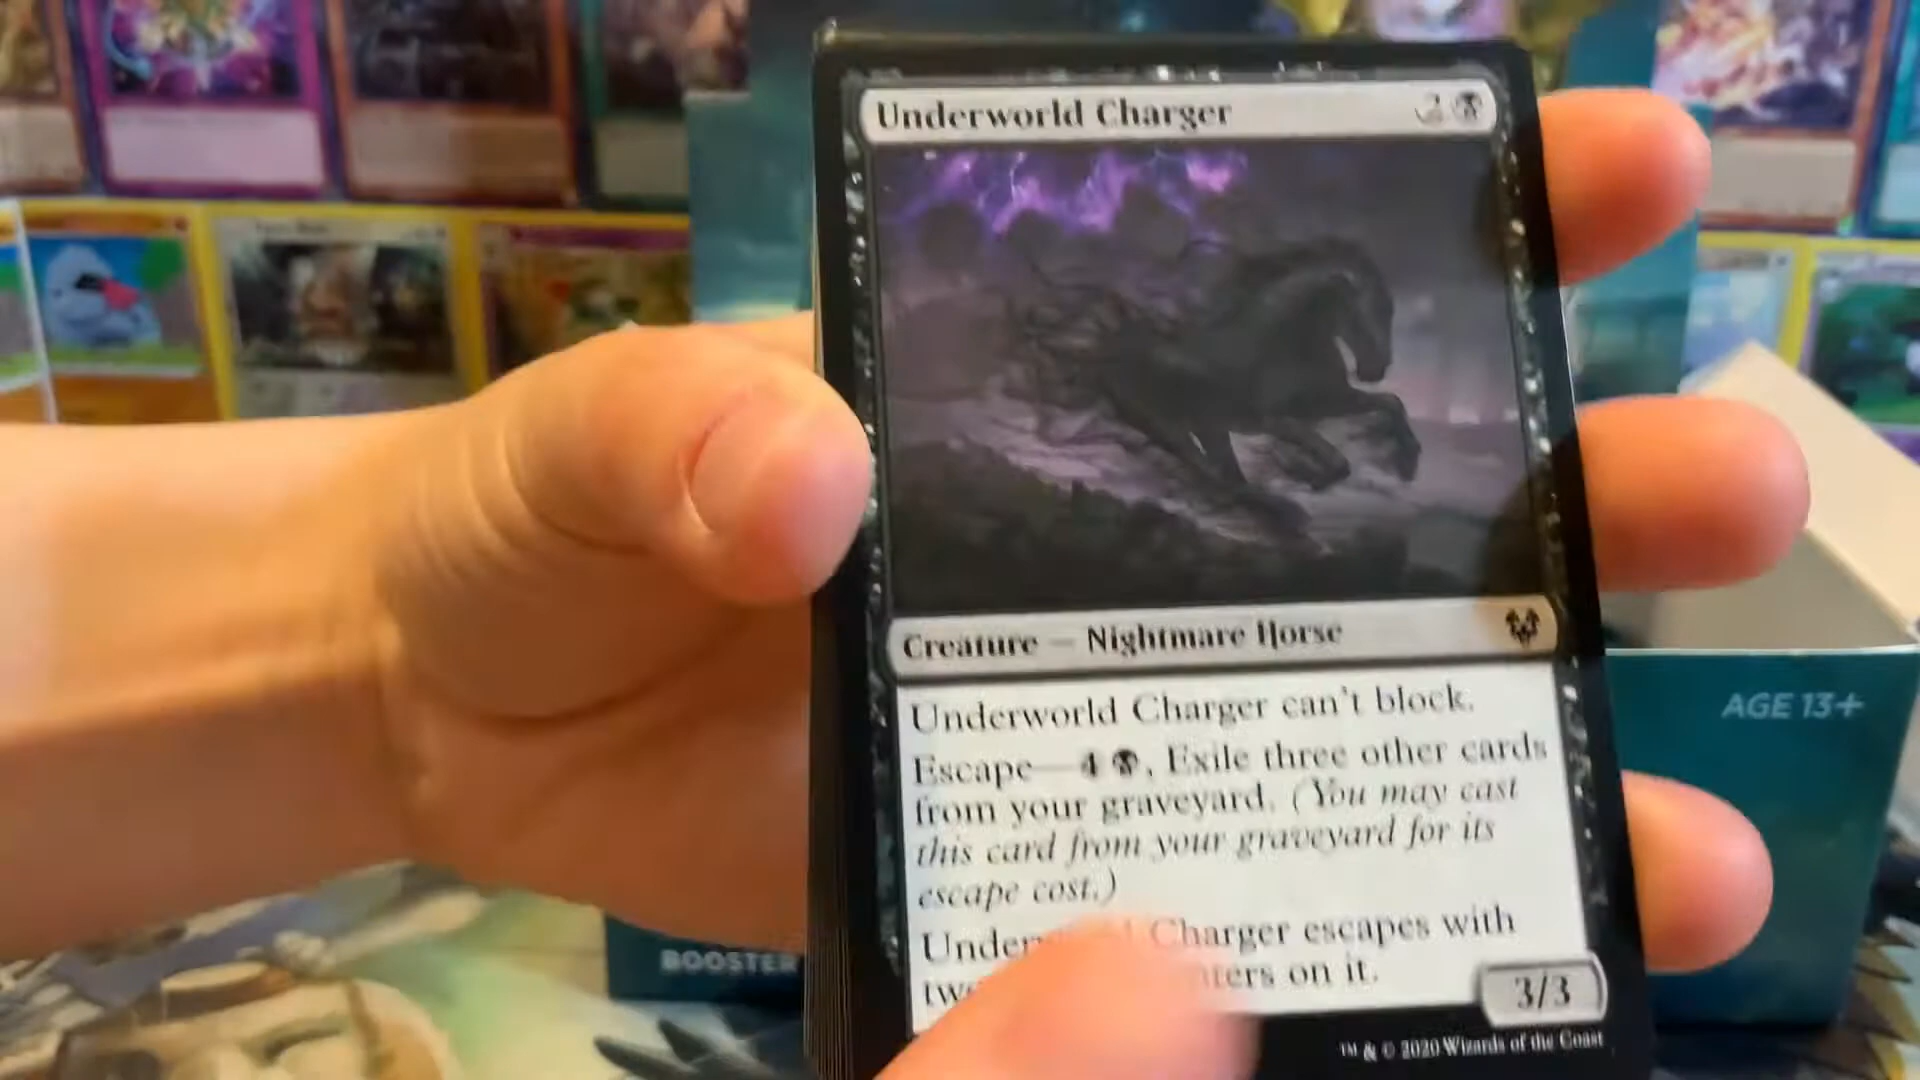 Underworld Charger 2
Creature — Nightmare Horse
Underworld Charger can't block.
Escape—4, Exile three other cards
from your graveyard. (You may cast
this card from your graveyard for its
escape cost.)
Charger escapes with
on it.
3/3
™ & © 2020 Wizards of the Coast
AGE 13+
BOOSTER